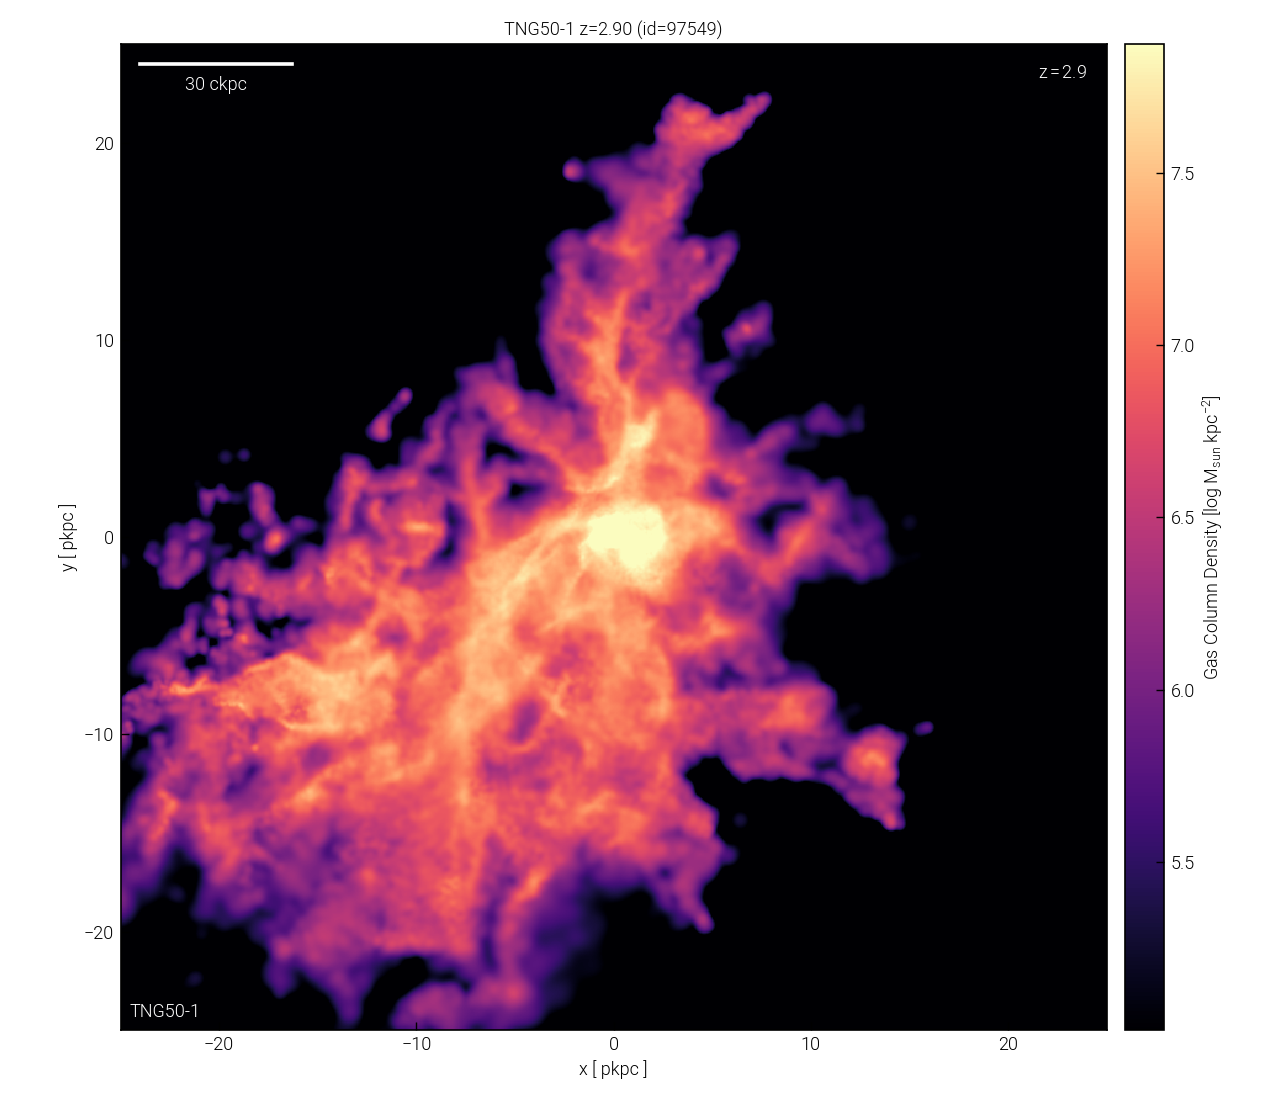 TNG50-1 z=2.90 (id=97549)
30 ckpc
z=2.9
20
10
0
−10
−20
y [ pkpc ]
TNG50-1
−20
−10
0
10
20
x [ pkpc ]
7.5
7.0
6.5
6.0
5.5
Gas Column Density [log M_sun kpc⁻²]